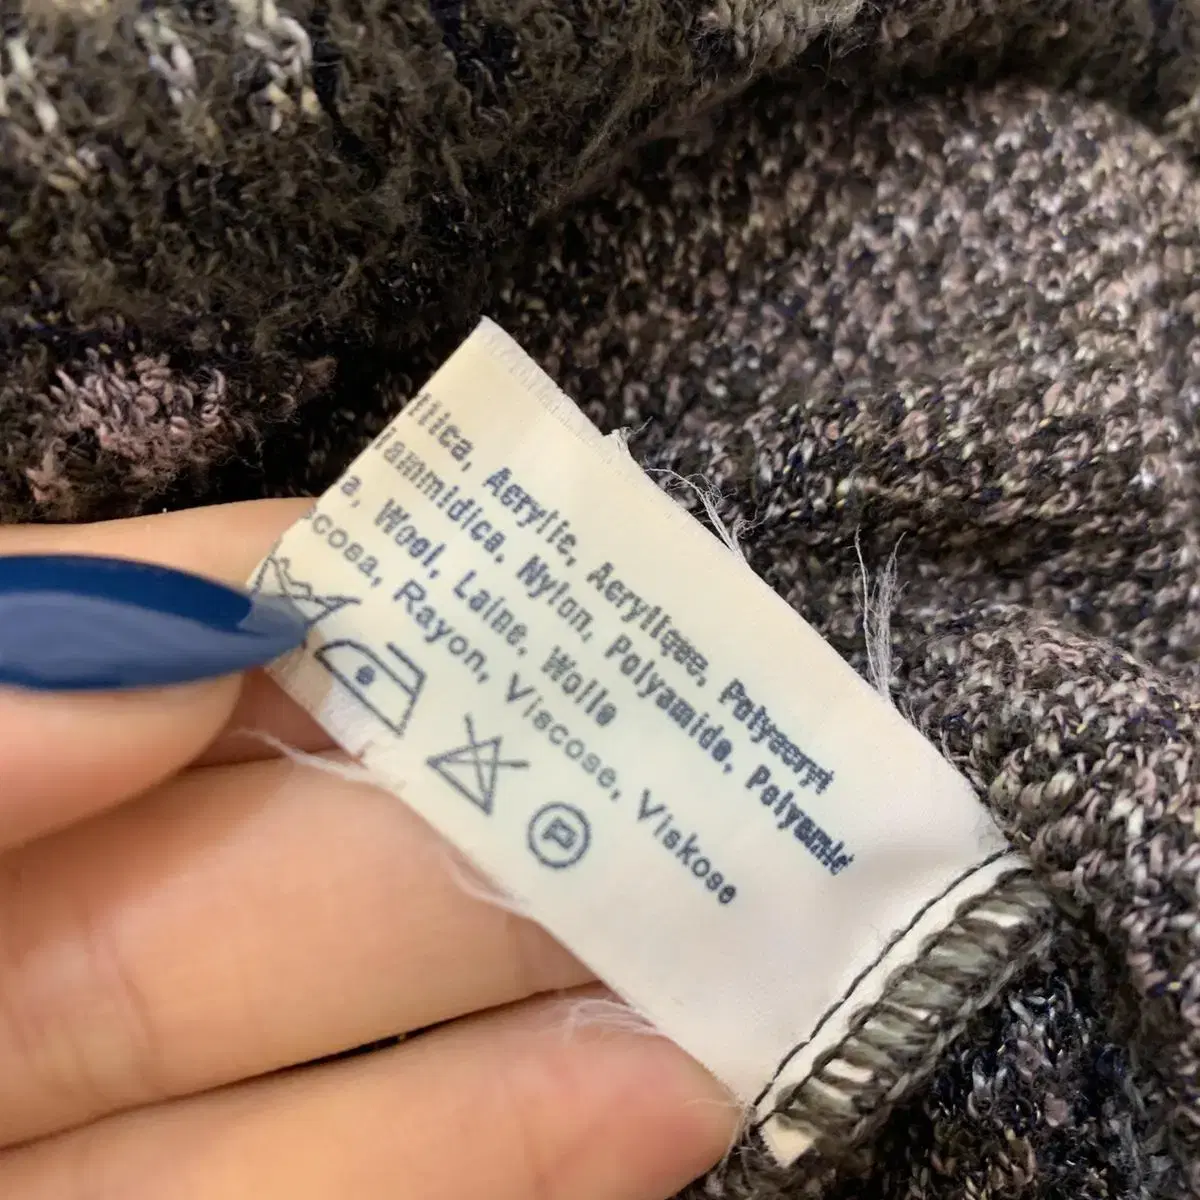 Acrylic, Acrylique, Polyacryl
Nylon, Polyamide, Polyamid
Wool, Laine, Wolle
Rayon, Viscose, Viskose
P